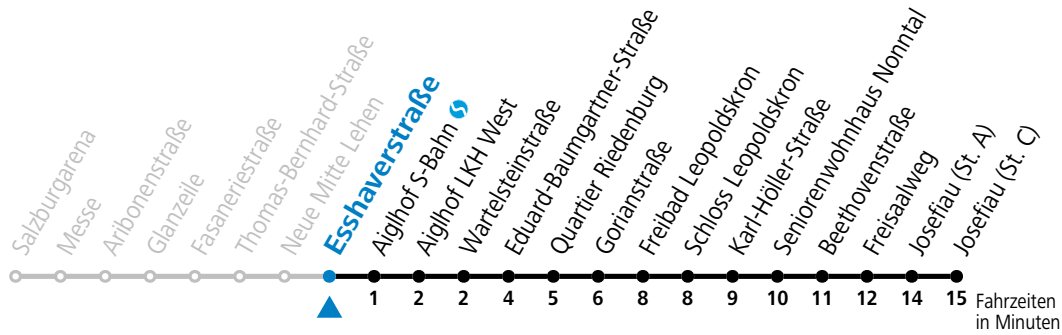 Salzburgarena
Messe
Aribonenstraße
Glanzeile
Fasaneriestraße
Thomas-Bernhard-Straße
Neue Mitte Lehen
Esshaverstraße
Aiglhof S-Bahn
Aiglhof LKH West
Wartelsteinstraße
Eduard-Baumgartner-Straße
Quartier Riedenburg
Gorianstraße
Freibad Leopoldskron
Schloss Leopoldskron
Karl-Höller-Straße
Seniorenwohnhaus Nonntal
Beethovenstraße
Freisaalweg
Josefiau (St. A)
Josefiau (St. C)
1 2 2 4 5 6 8 8 9 10 11 12 14 15 Fahrzeiten
in Minuten